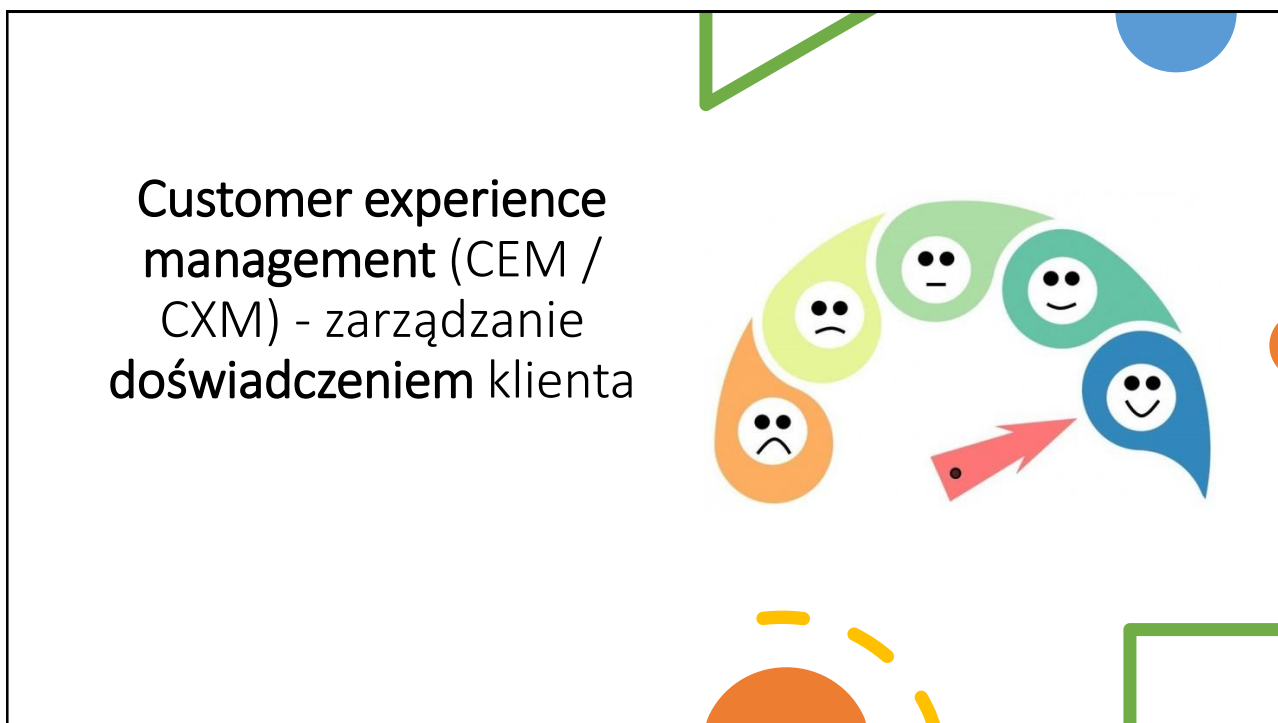 Customer experience
management (CEM /
CXM) - zarządzanie
doświadczeniem klienta